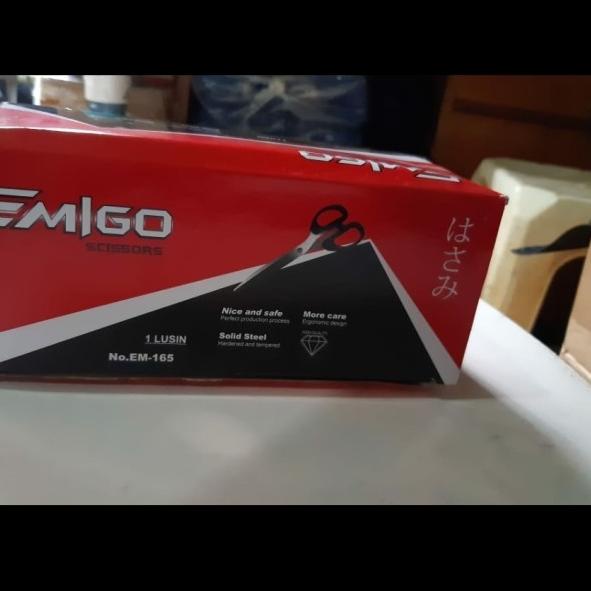 EMIGO
EMIGO
SCISSORS
はさみ
Nice and safe
Perfect production process
More care
Ergonomic design
Solid Steel
Hardened and tempered
1 LUSIN
No.EM-165